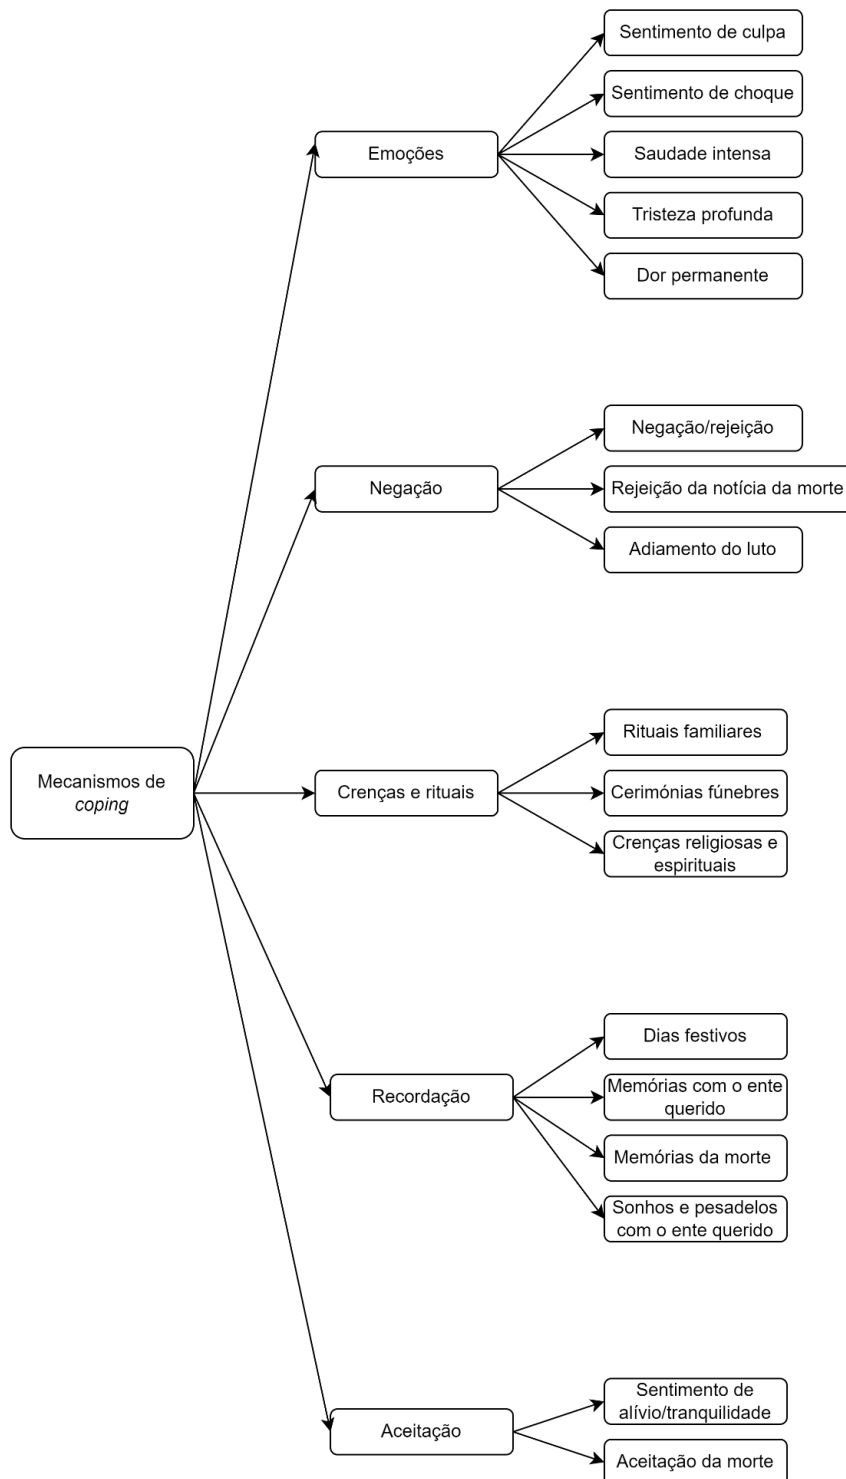 Sentimento de culpa
Sentimento de choque
Emoções
Saudade intensa
Tristeza profunda
Dor permanente
Negação/rejeição
Negação
Rejeição da notícia da morte
Adiamento do luto
Rituais familiares
Mecanismos de
coping
Crenças e rituais
Cerimónias fúnebres
Crenças religiosas e
espirituais
Dias festivos
Recordação
Memórias com o ente
querido
Memórias da morte
Sonhos e pesadelos
com o ente querido
Sentimento de
alívio/tranquilidade
Aceitação
Aceitação da morte